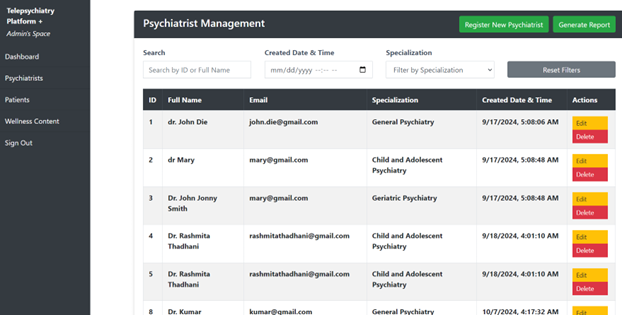 Telepsychiatry
Platform +
Admin's Space
Dashboard
Psychiatrists
Patients
Wellness Content
Sign Out
Psychiatrist Management
Register New Psychiatrist
Generate Report
Search
Created Date & Time
Specialization
Search by ID or Full Name
mm/dd/yyyy --:-- --
Filter by Specialization
Reset Filters
ID Full Name Email Specialization Created Date & Time Actions
1 dr. John Die john.die@gmail.com General Psychiatry 9/17/2024, 5:08:06 AM Edit
Delete
2 dr Mary mary@gmail.com Child and Adolescent 9/17/2024, 5:08:48 AM Edit
Psychiatry Delete
3 Dr. John Jonny mary@gmail.com Geriatric Psychiatry 9/17/2024, 5:08:48 AM Edit
Smith Delete
4 Dr. Rashmita rashmitathadhani@gmail.com Child and Adolescent 9/18/2024, 4:01:10 AM Edit
Thadhani Psychiatry Delete
5 Dr. Rashmita rashmitathadhani@gmail.com Child and Adolescent 9/18/2024, 4:01:10 AM Edit
Thadhani Psychiatry Delete
8 Dr. Kumar kumar@gmail.com General Psychiatry 10/7/2024, 4:17:32 AM Edit